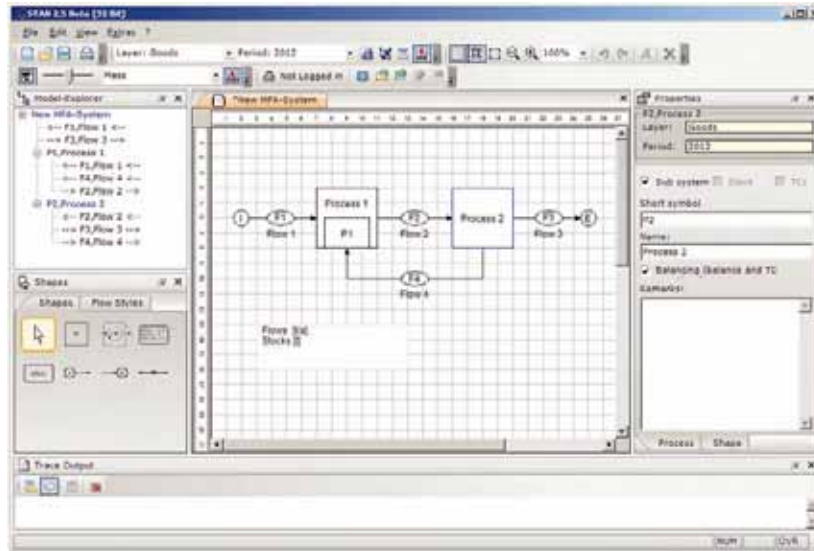 STAN 2.5 Beta [32 Bit]
File Edit View Extras ?
Layer: Goods
Period: 2012
100%
Mass
Not Logged in
Model-Explorer
New MFA-System
<-- F1,Flow 1 <--
--> F3,Flow 3 -->
P1,Process 1
<-- F1,Flow 1 <--
<-- F4,Flow 4 <--
--> F2,Flow 2 -->
P2,Process 2
<-- F2,Flow 2 <--
--> F3,Flow 3 -->
--> F4,Flow 4 -->
Shapes
Shapes Flow Styles
*New MFA-System
I
F1
Flow 1
Process 1
P1
F2
Flow 2
Process 2
F3
Flow 3
E
F4
Flow 4
Flows [t/a]
Stocks [t]
Properties
P2,Process 2
Layer: Goods
Period: 2012
Sub system Stock TCs
Short symbol
P2
Name:
Process 2
Balancing (balance and TC
Remarks:
Process Shape
Trace Output
NUM OVR